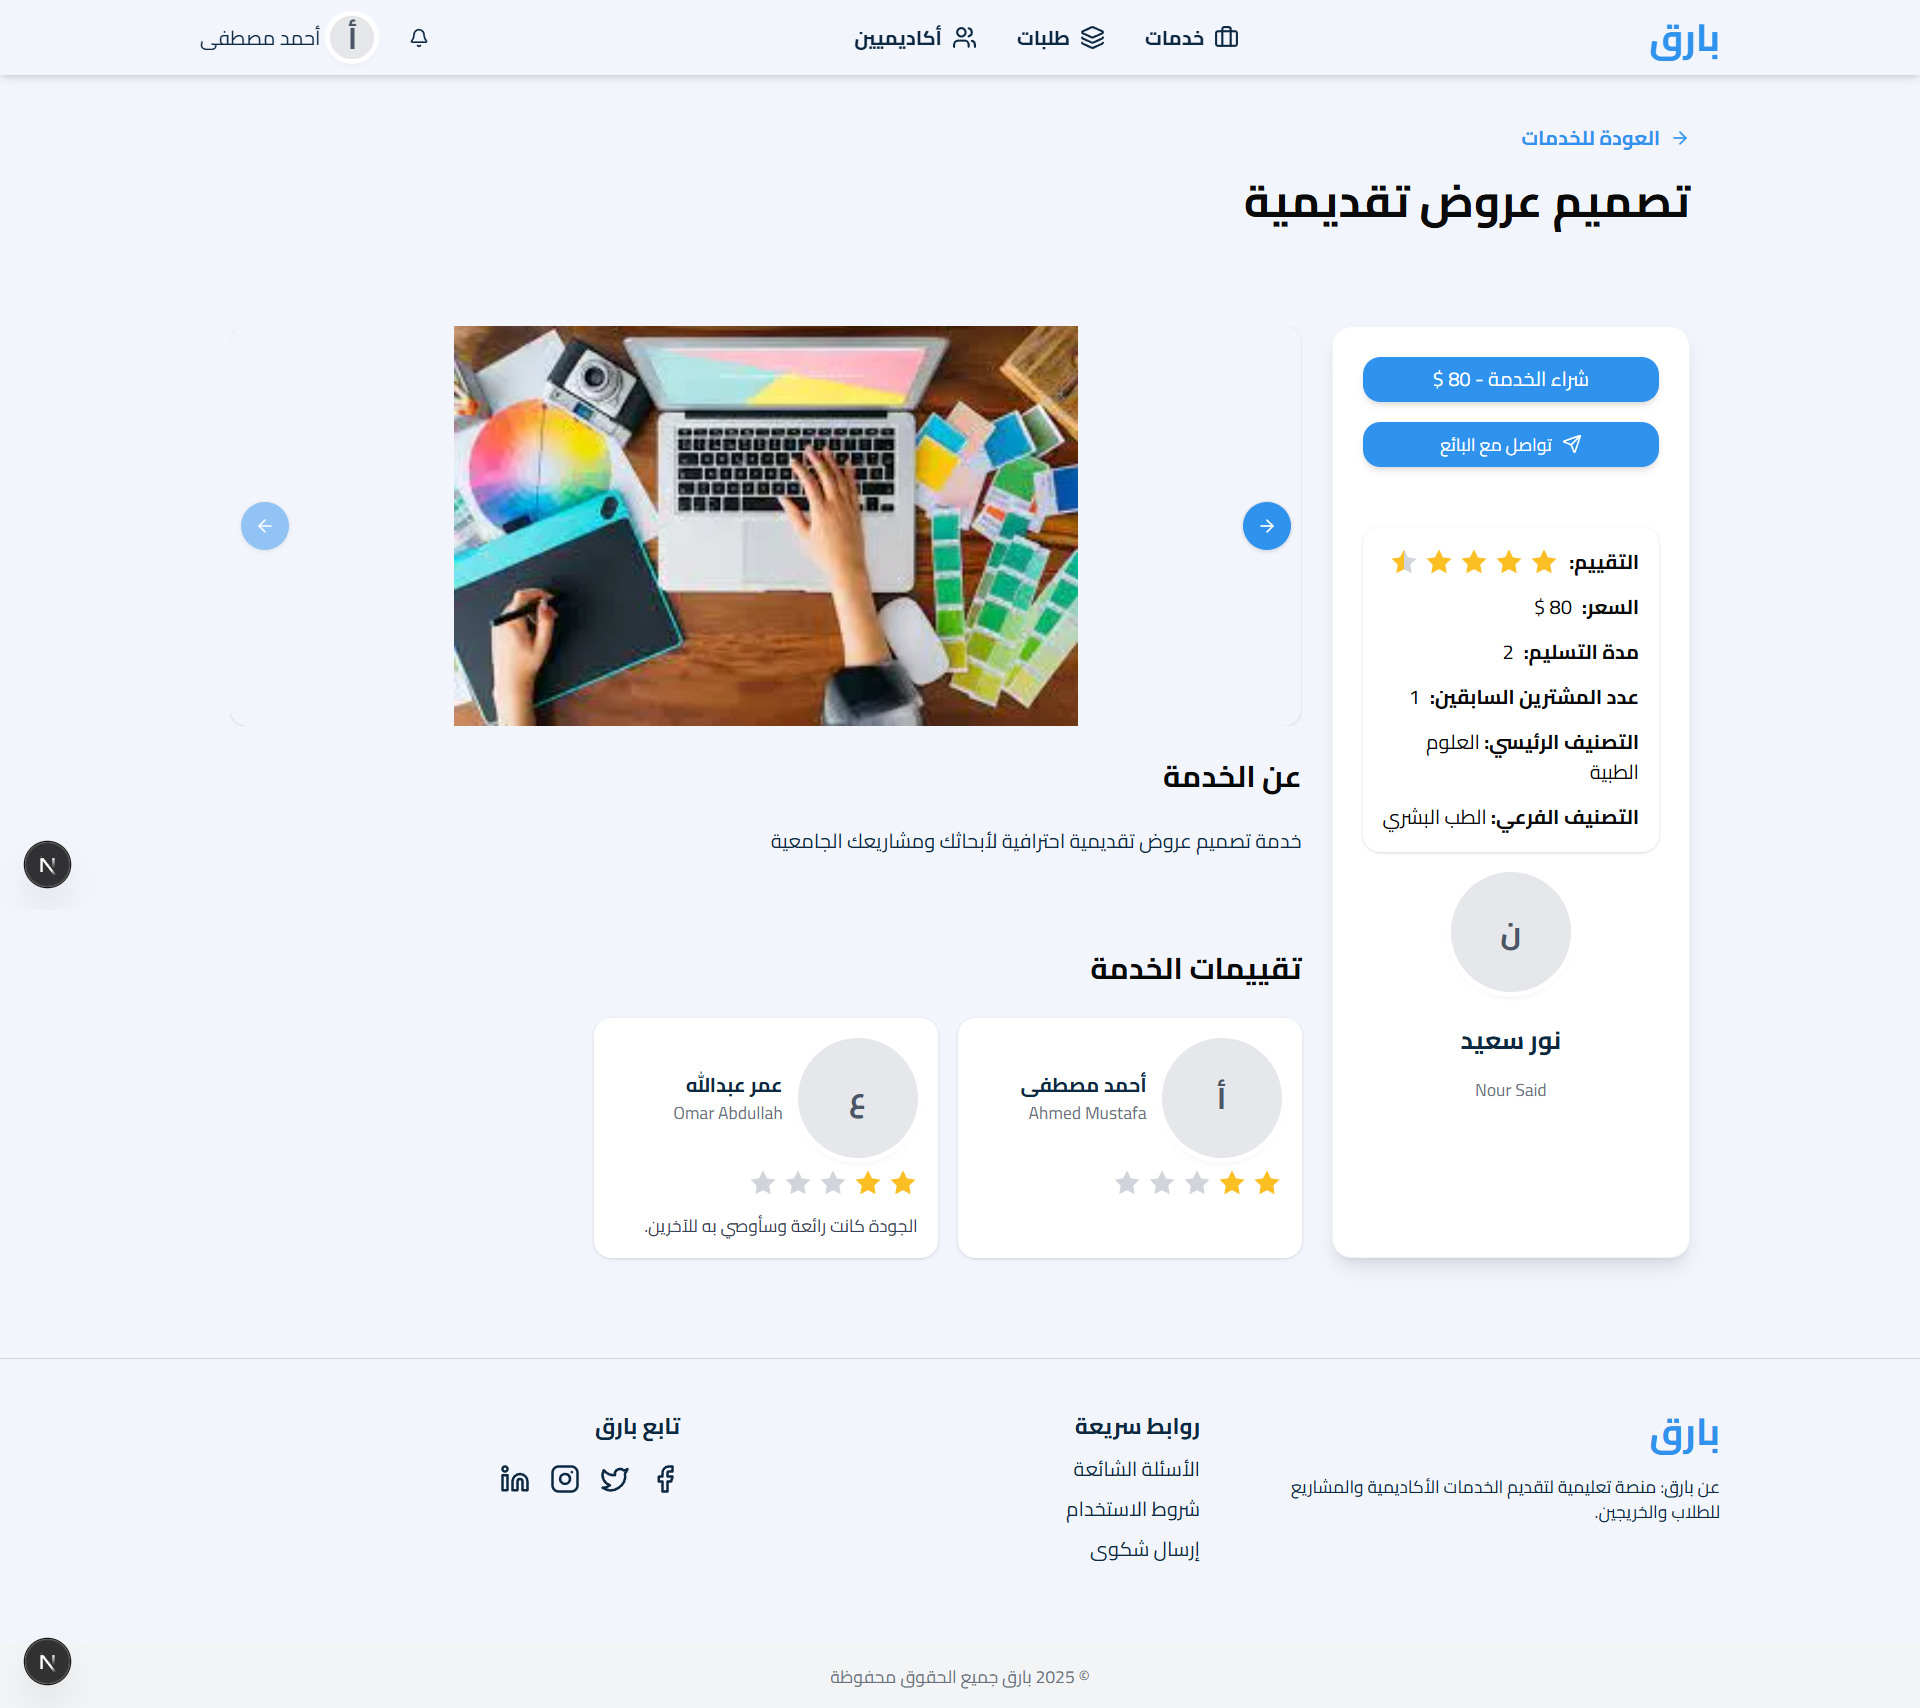 بارق
خدمات
طلبات
أكاديميين
أ
أحمد مصطفى
العودة للخدمات
تصميم عروض تقديمية
شراء الخدمة - 80 $
تواصل مع البائع
التقييم:
السعر: 80 $
مدة التسليم: 2
عدد المشترين السابقين: 1
التصنيف الرئيسي: العلوم
الطبية
التصنيف الفرعي: الطب البشري
ن
نور سعيد
Nour Said
عن الخدمة
خدمة تصميم عروض تقديمية احترافية لأبحاثك ومشاريعك الجامعية
تقييمات الخدمة
أ
أحمد مصطفى
Ahmed Mustafa
ع
عمر عبدالله
Omar Abdullah
الجودة كانت رائعة وسأوصي به للآخرين.
N
بارق
عن بارق: منصة تعليمية لتقديم الخدمات الأكاديمية والمشاريع
للطلاب والخريجين.
روابط سريعة
الأسئلة الشائعة
شروط الاستخدام
إرسال شكوى
تابع بارق
N
© 2025 بارق جميع الحقوق محفوظة